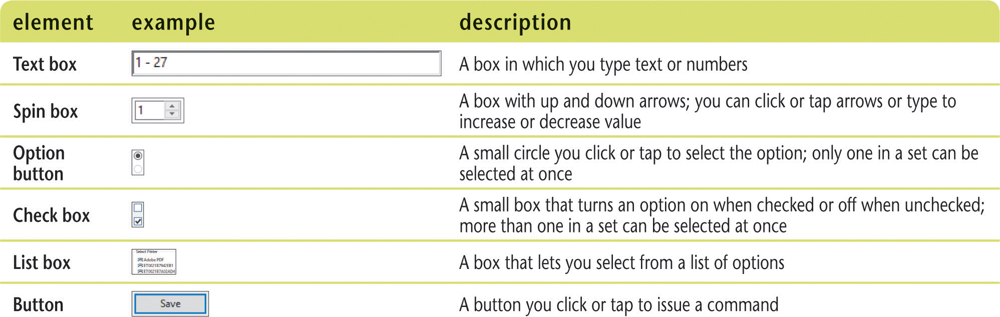 element example description
Text box 1 - 27 A box in which you type text or numbers
Spin box 1 A box with up and down arrows; you can click or tap arrows or type to
increase or decrease value
Option
button
A small circle you click or tap to select the option; only one in a set can be
selected at once
Check box A small box that turns an option on when checked or off when unchecked;
more than one in a set can be selected at once
List box
Select Printer
Adobe PDF
ET0021B7942EB1
ET0021B7A02AD4
A box that lets you select from a list of options
Button Save A button you click or tap to issue a command